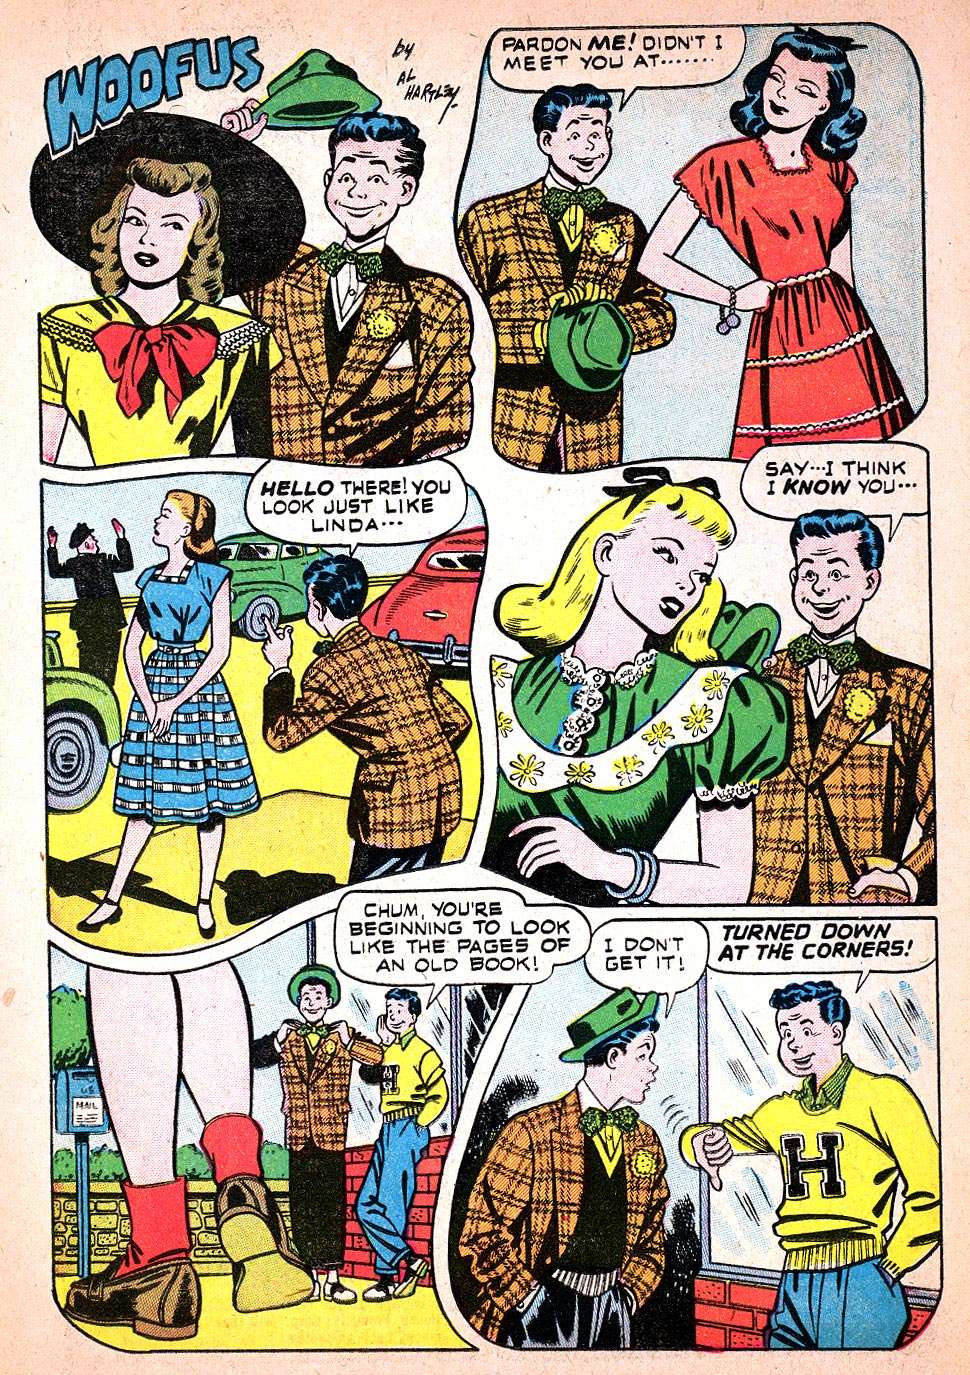 WOOFUS
by
AL
HARTLEY.
PARDON ME! DIDN'T I
MEET YOU AT.......
HELLO THERE! YOU
LOOK JUST LIKE
LINDA...
SAY...I THINK
I KNOW YOU...
CHUM, YOU'RE
BEGINNING TO LOOK
LIKE THE PAGES OF
AN OLD BOOK!
H
MAIL
I DON'T
GET IT!
TURNED DOWN
AT THE CORNERS!
H